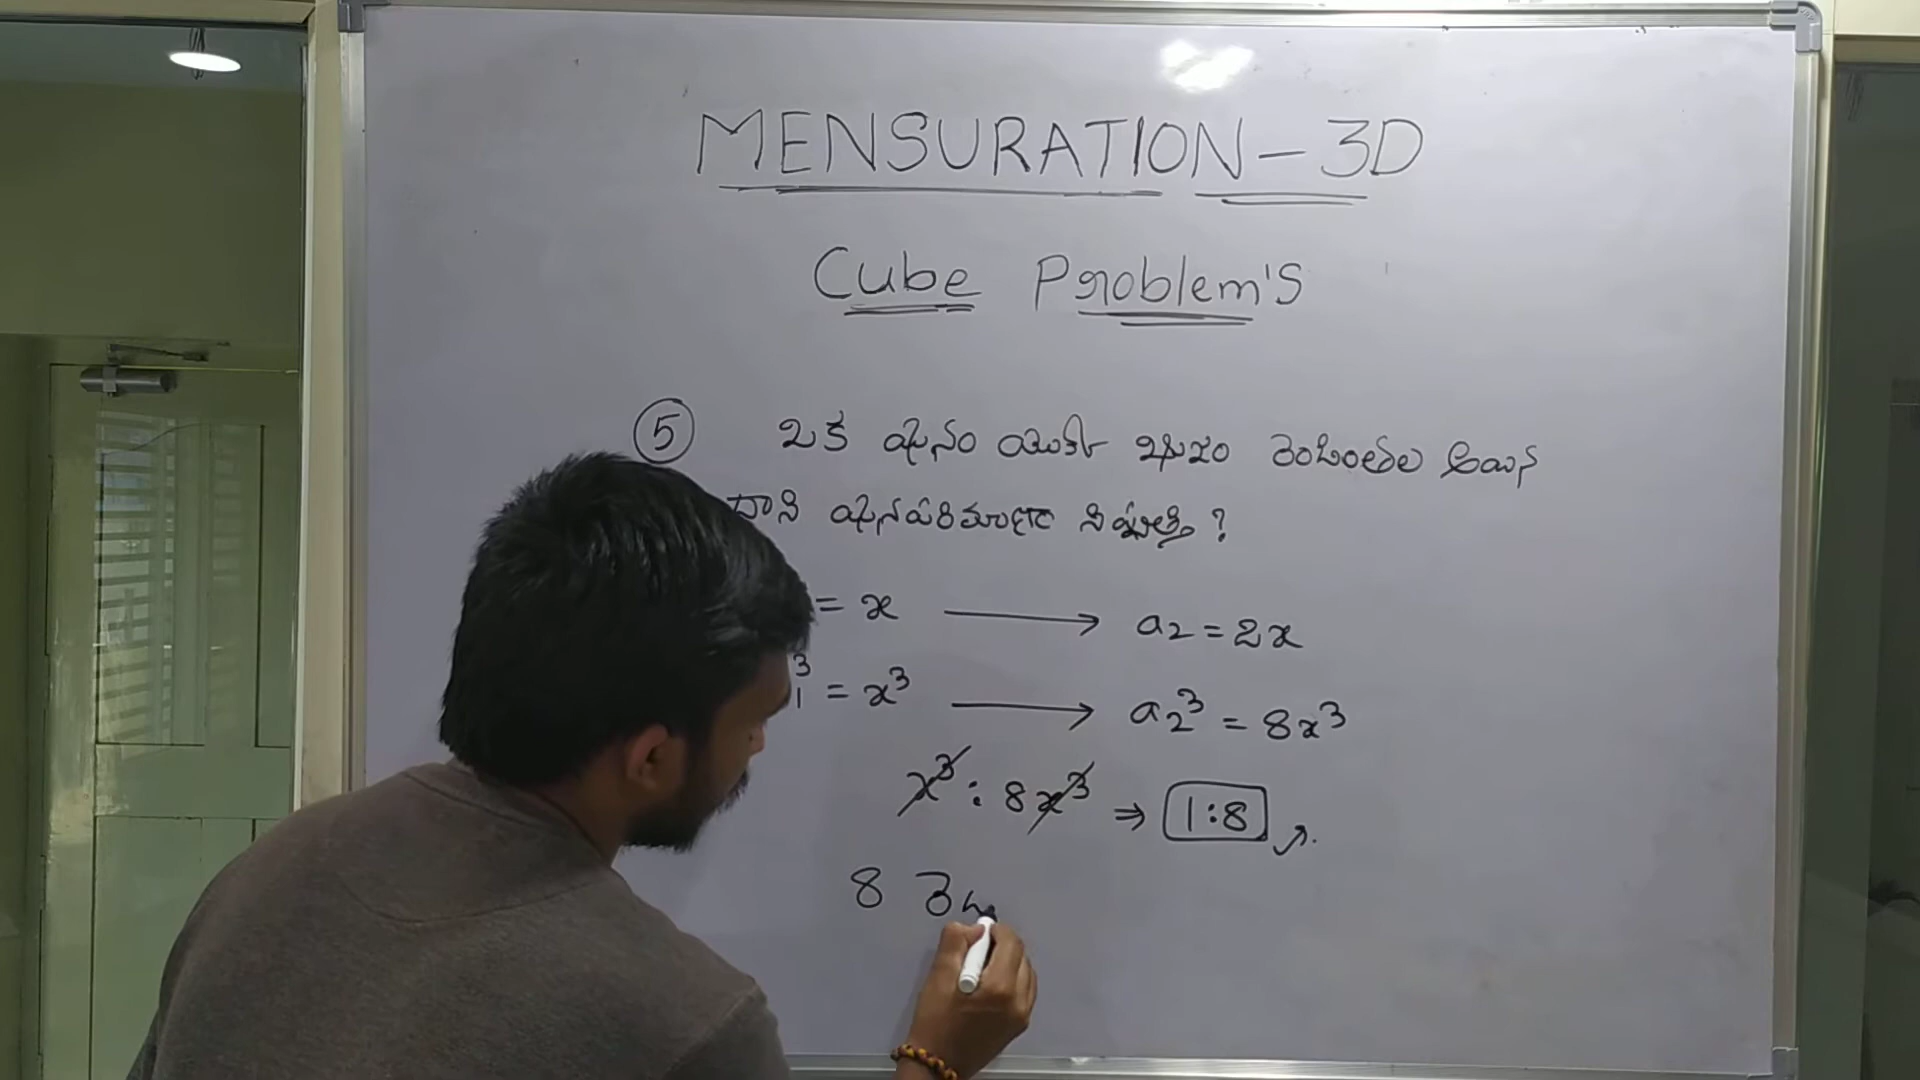 MENSURATION - 3D
Cube Problem's
⑤ ఒక ఘనం యొక్క భుజం రెండింతలు అయిన
దాని ఘనపరిమాణాల నిష్పత్తి ?
= x → a₂ = 2x
³₁ = x³ → a₂³ = 8x³
x³ : 8x³ ⇒ 1:8
8 రె